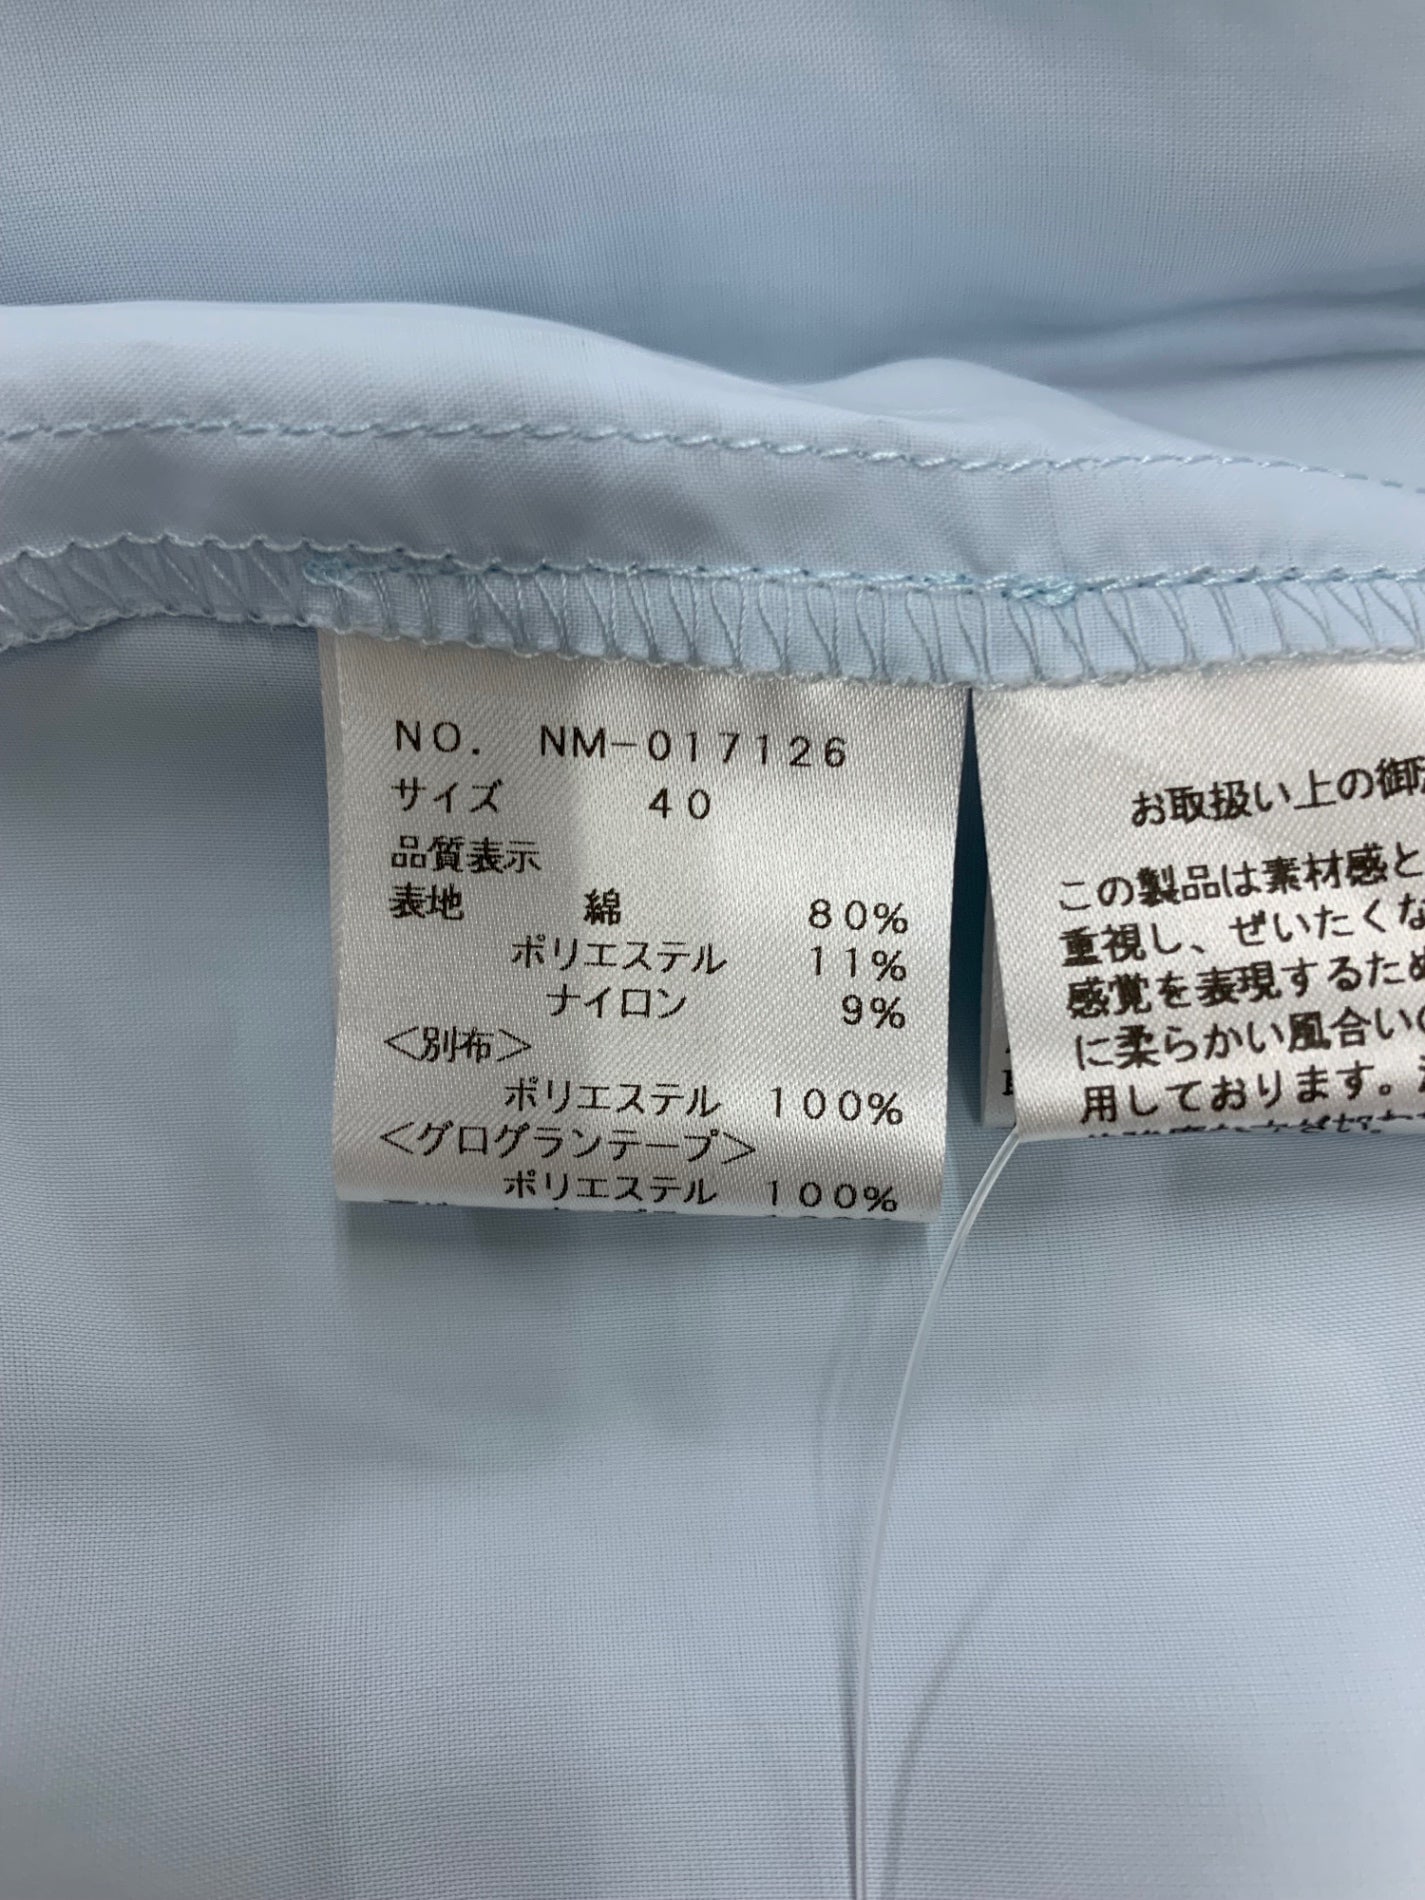 NO. NM-017126
サイズ 40
品質表示
表地 綿 80%
ポリエステル 11%
ナイロン 9%
<別布>
ポリエステル 100%
<グログランテープ>
ポリエステル 100%
お取扱い上の御
この製品は素材感と
重視し、ぜいたくな
感覚を表現するため
に柔らかい風合いの
用しております。